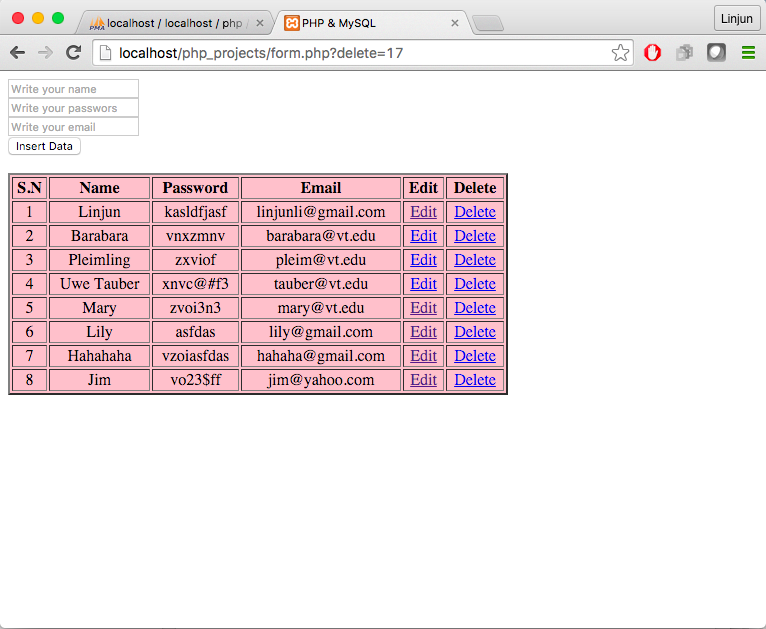 localhost / localhost / php /
PHP & MySQL
Linjun
localhost/php_projects/form.php?delete=17
Write your name
Write your passwors
Write your email
Insert Data
S.N Name Password Email Edit Delete
1 Linjun kasldfjasf linjunli@gmail.com Edit Delete
2 Barabara vnxzmnv barabara@vt.edu Edit Delete
3 Pleimling zxviof pleim@vt.edu Edit Delete
4 Uwe Tauber xnvc@#f3 tauber@vt.edu Edit Delete
5 Mary zvoi3n3 mary@vt.edu Edit Delete
6 Lily asfdas lily@gmail.com Edit Delete
7 Hahahaha vzoiasfdas hahaha@gmail.com Edit Delete
8 Jim vo23$ff jim@yahoo.com Edit Delete